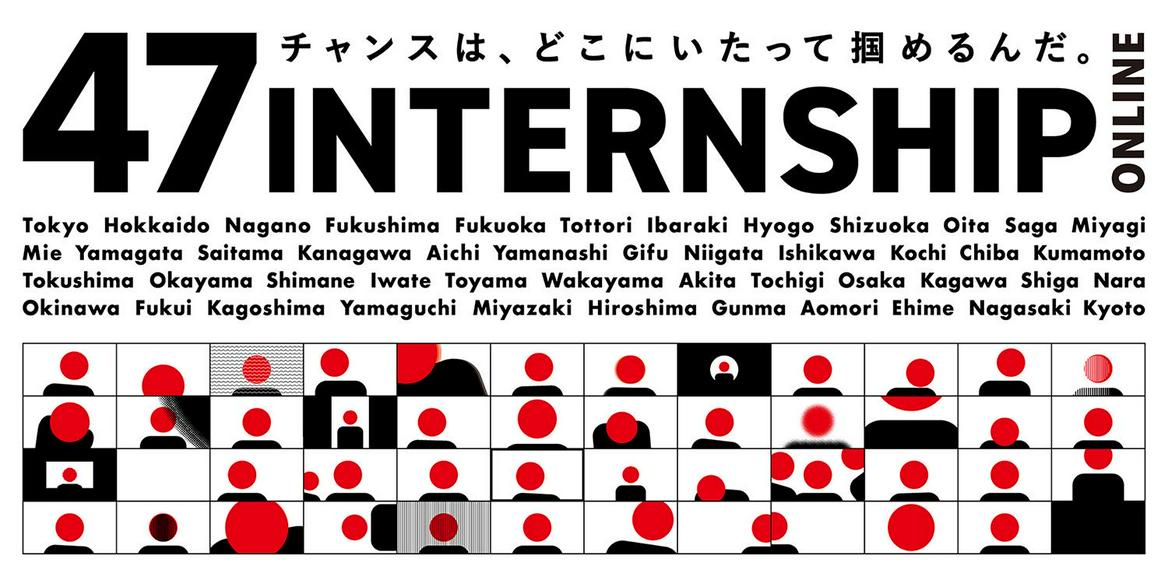 チャンスは、どこにいたって掴めるんだ。
47 INTERNSHIP ONLINE
Tokyo Hokkaido Nagano Fukushima Fukuoka Tottori Ibaraki Hyogo Shizuoka Oita Saga Miyagi
Mie Yamagata Saitama Kanagawa Aichi Yamanashi Gifu Niigata Ishikawa Kochi Chiba Kumamoto
Tokushima Okayama Shimane Iwate Toyama Wakayama Akita Tochigi Osaka Kagawa Shiga Nara
Okinawa Fukui Kagoshima Yamaguchi Miyazaki Hiroshima Gunma Aomori Ehime Nagasaki Kyoto